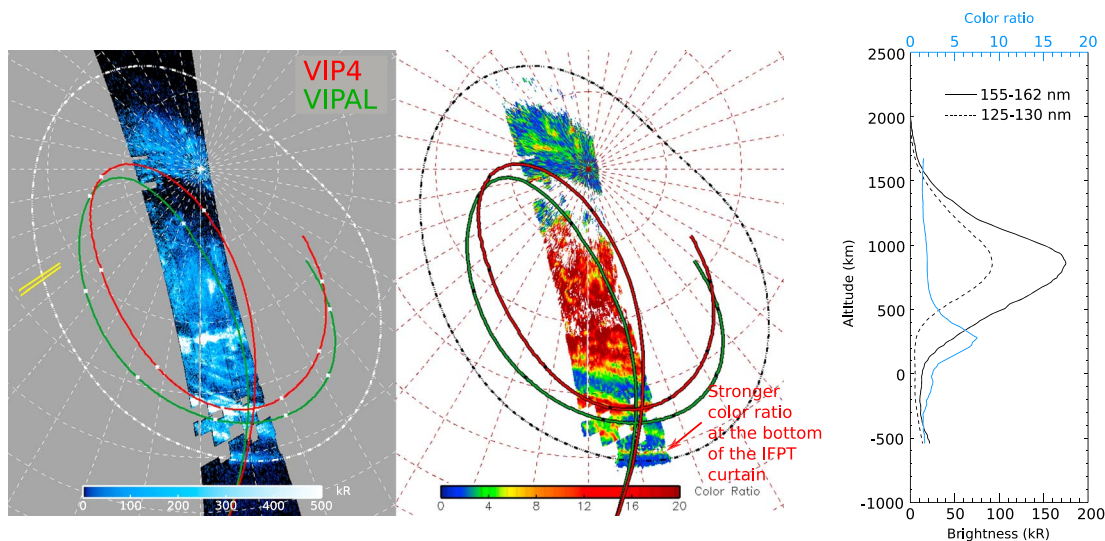 VIP4
VIPAL
kR
0 100 200 300 400 500
Stronger
color ratio
at the bottom
of the IFPT
curtain
Color Ratio
0 4 8 12 16 20
Color ratio
0 5 10 15 20
2500
2000
1500
1000
500
0
-500
-1000
Altitude (km)
155-162 nm
125-130 nm
0 50 100 150 200
Brightness (kR)